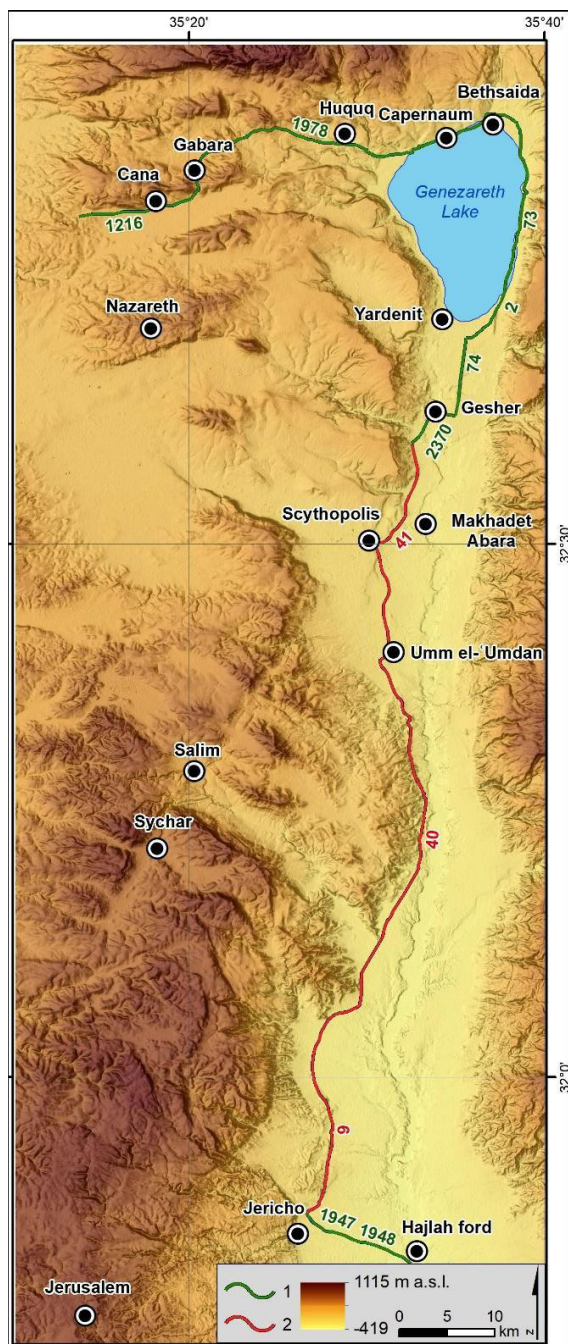 35°20'
35°40'
Bethsaida
Huquq
Capernaum
1978
Gabara
Cana
1216
Genezareth
Lake
73
Nazareth
Yardenit
2
74
Gesher
2370
Scythopolis
Makhadet
Abara
41
32°30'
Umm el-ʿUmdan
Salim
Sychar
40
32°0'
9
Jericho
1947 1948
Hajlah ford
Jerusalem
1
2
1115 m a.s.l.
-419
0 5 10
km
N